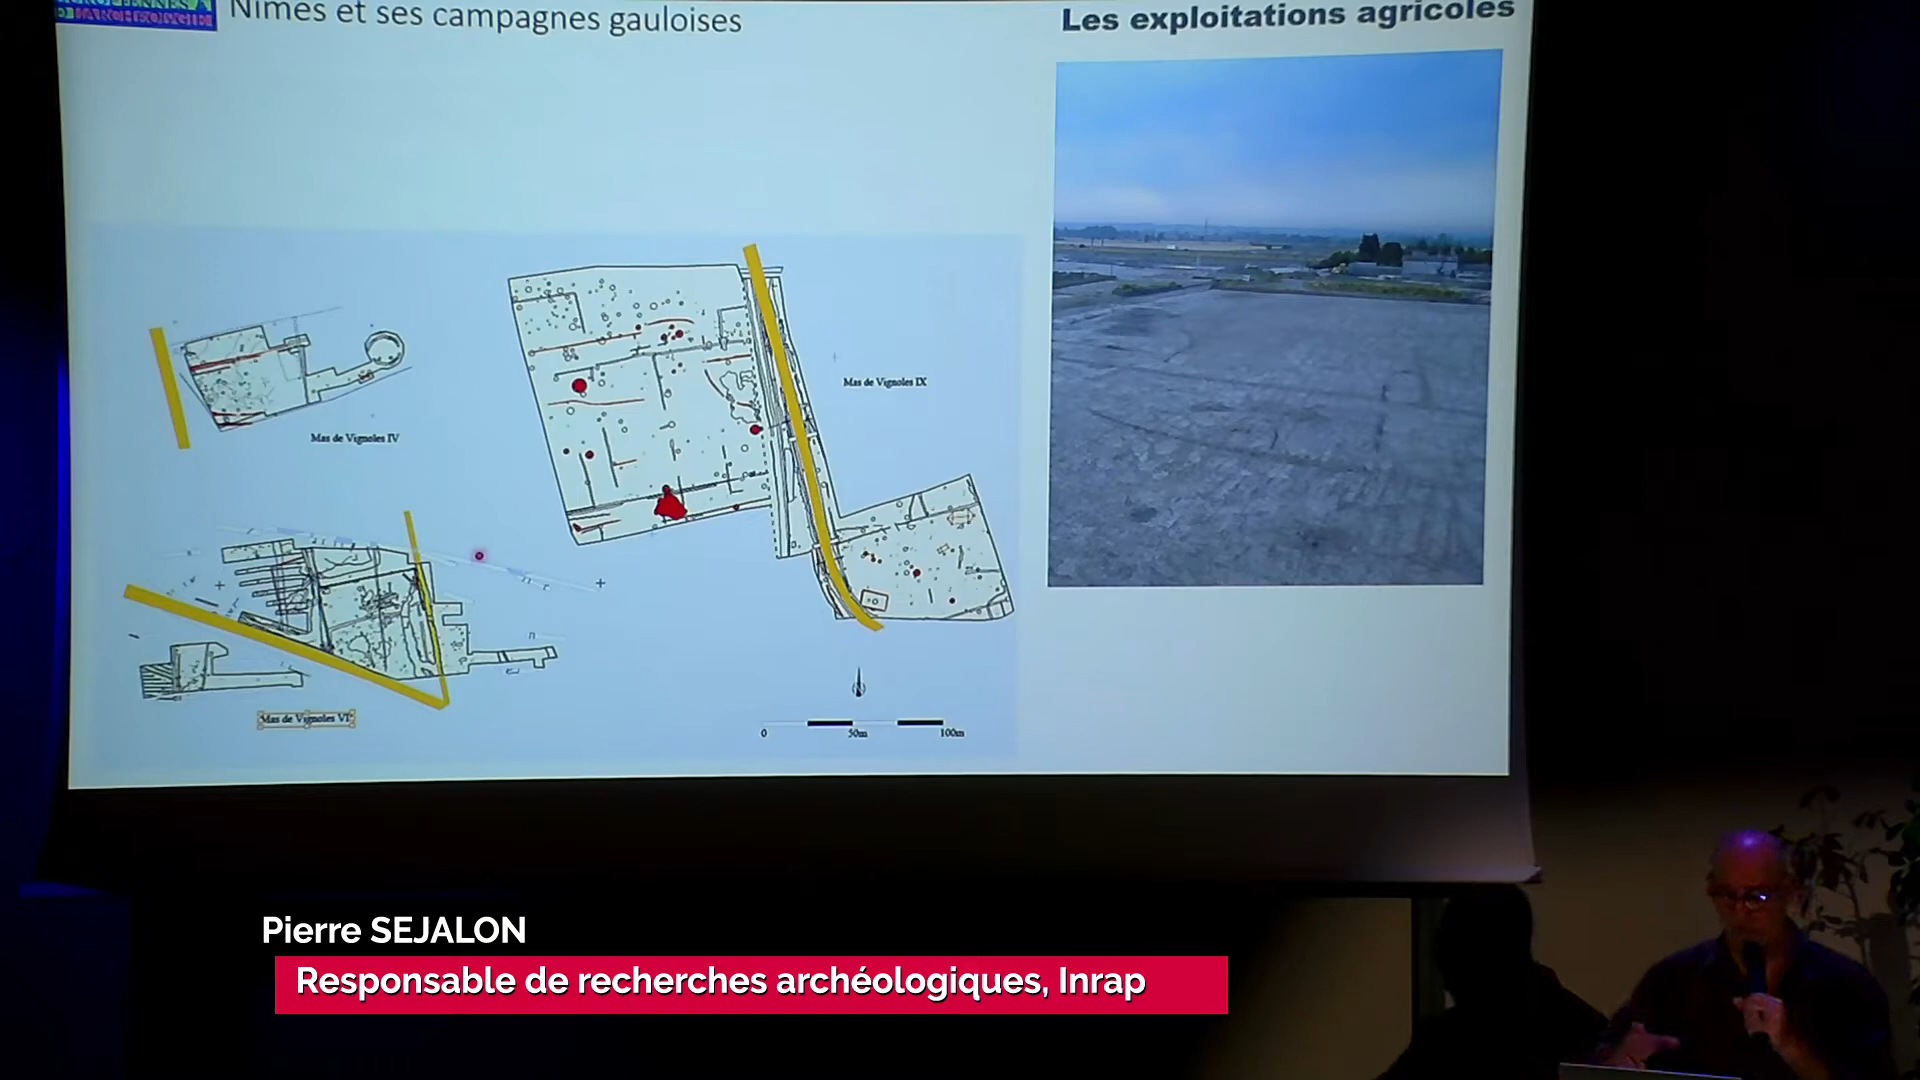 Nîmes et ses campagnes gauloises
Les exploitations agricoles
Mas de Vignoles IX
Mas de Vignoles IV
Mas de Vignoles VI
0 50m 100m
Pierre SEJALON
Responsable de recherches archéologiques, Inrap